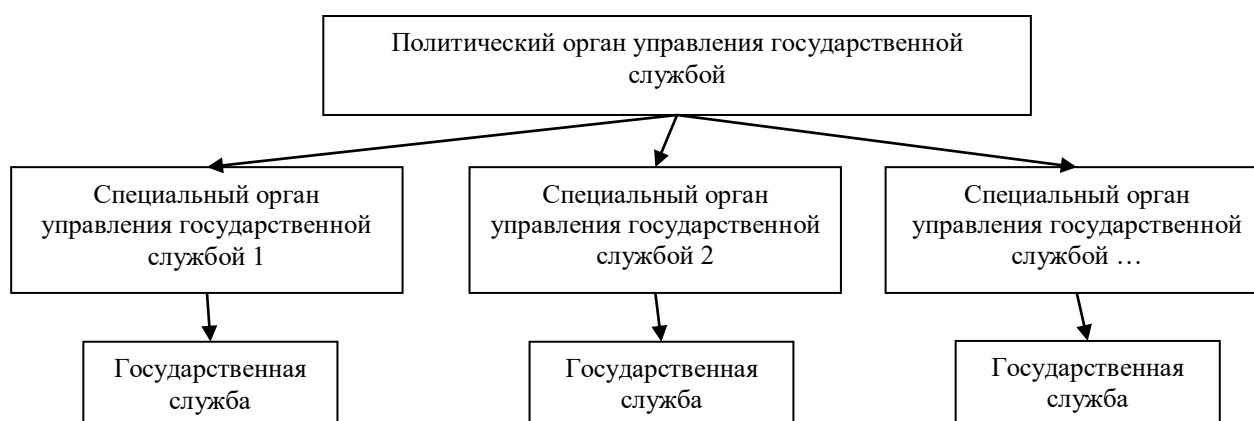 Политический орган управления государственной
службой
Специальный орган
управления государственной
службой 1
Специальный орган
управления государственной
службой 2
Специальный орган
управления государственной
службой …
Государственная
служба
Государственная
служба
Государственная
служба